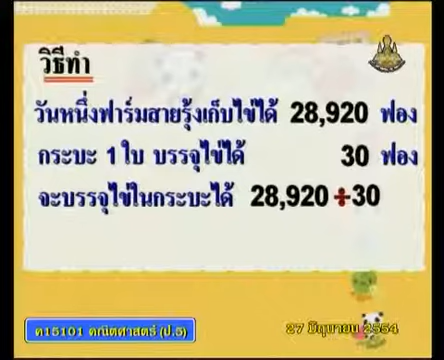 วิธีทำ
วันหนึ่งฟาร์มสายรุ้งเก็บไข่ได้ 28,920 ฟอง
กระบะ 1 ใบ บรรจุไข่ได้ 30 ฟอง
จะบรรจุไข่ในกระบะได้ 28,920 ÷ 30
ค15101 คณิตศาสตร์ (ป.5)
27 มิถุนายน 2554